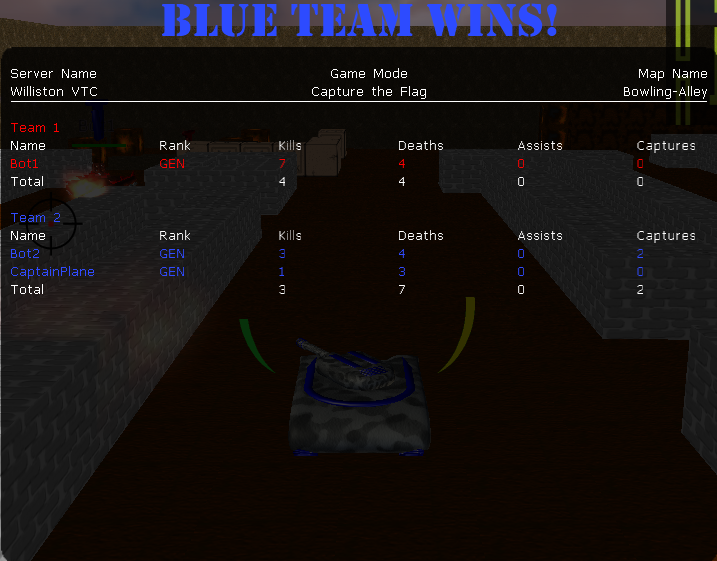 BLUE TEAM WINS!
Server Name Game Mode Map Name
Williston VTC Capture the Flag Bowling-Alley
Team 1
Name Rank Kills Deaths Assists Captures
Bot1 GEN 7 4 0 0
Total 4 4 0 0
Team 2
Name Rank Kills Deaths Assists Captures
Bot2 GEN 3 4 0 2
CaptainPlane GEN 1 3 0 0
Total 3 7 0 2